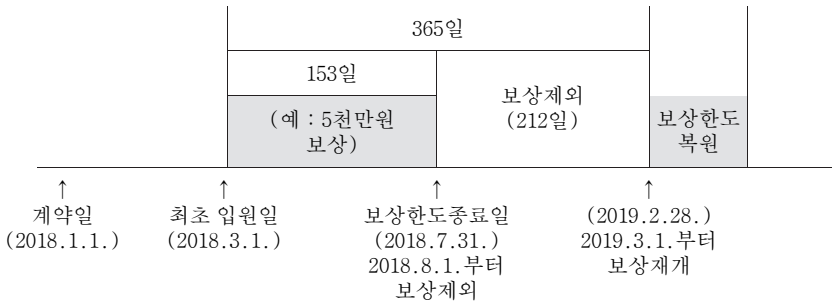 365일
153일
(예 : 5천만원
보상)
보상제외
(212일)
보상한도
복원
↑
계약일
(2018.1.1.)
↑
최초 입원일
(2018.3.1.)
↑
보상한도종료일
(2018.7.31.)
2018.8.1.부터
보상제외
↑
(2019.2.28.)
2019.3.1.부터
보상재개